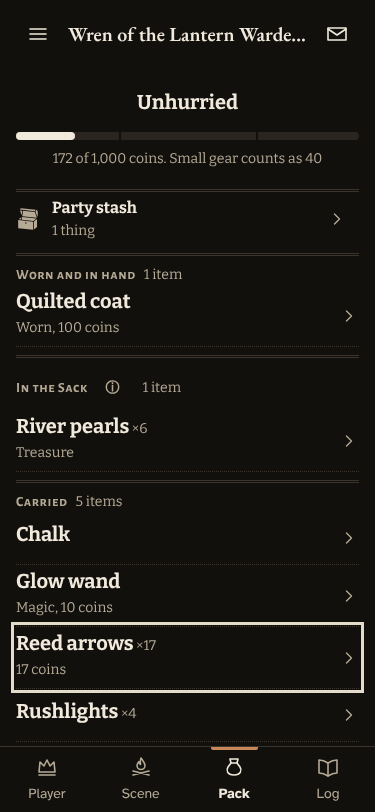 Wren of the Lantern Warde...
Unhurried
172 of 1,000 coins. Small gear counts as 40
Party stash
1 thing
Worn and in hand 1 item
Quilted coat
Worn, 100 coins
In the Sack 1 item
River pearls ×6
Treasure
Carried 5 items
Chalk
Glow wand
Magic, 10 coins
Reed arrows ×17
17 coins
Rushlights ×4
Player Scene Pack Log